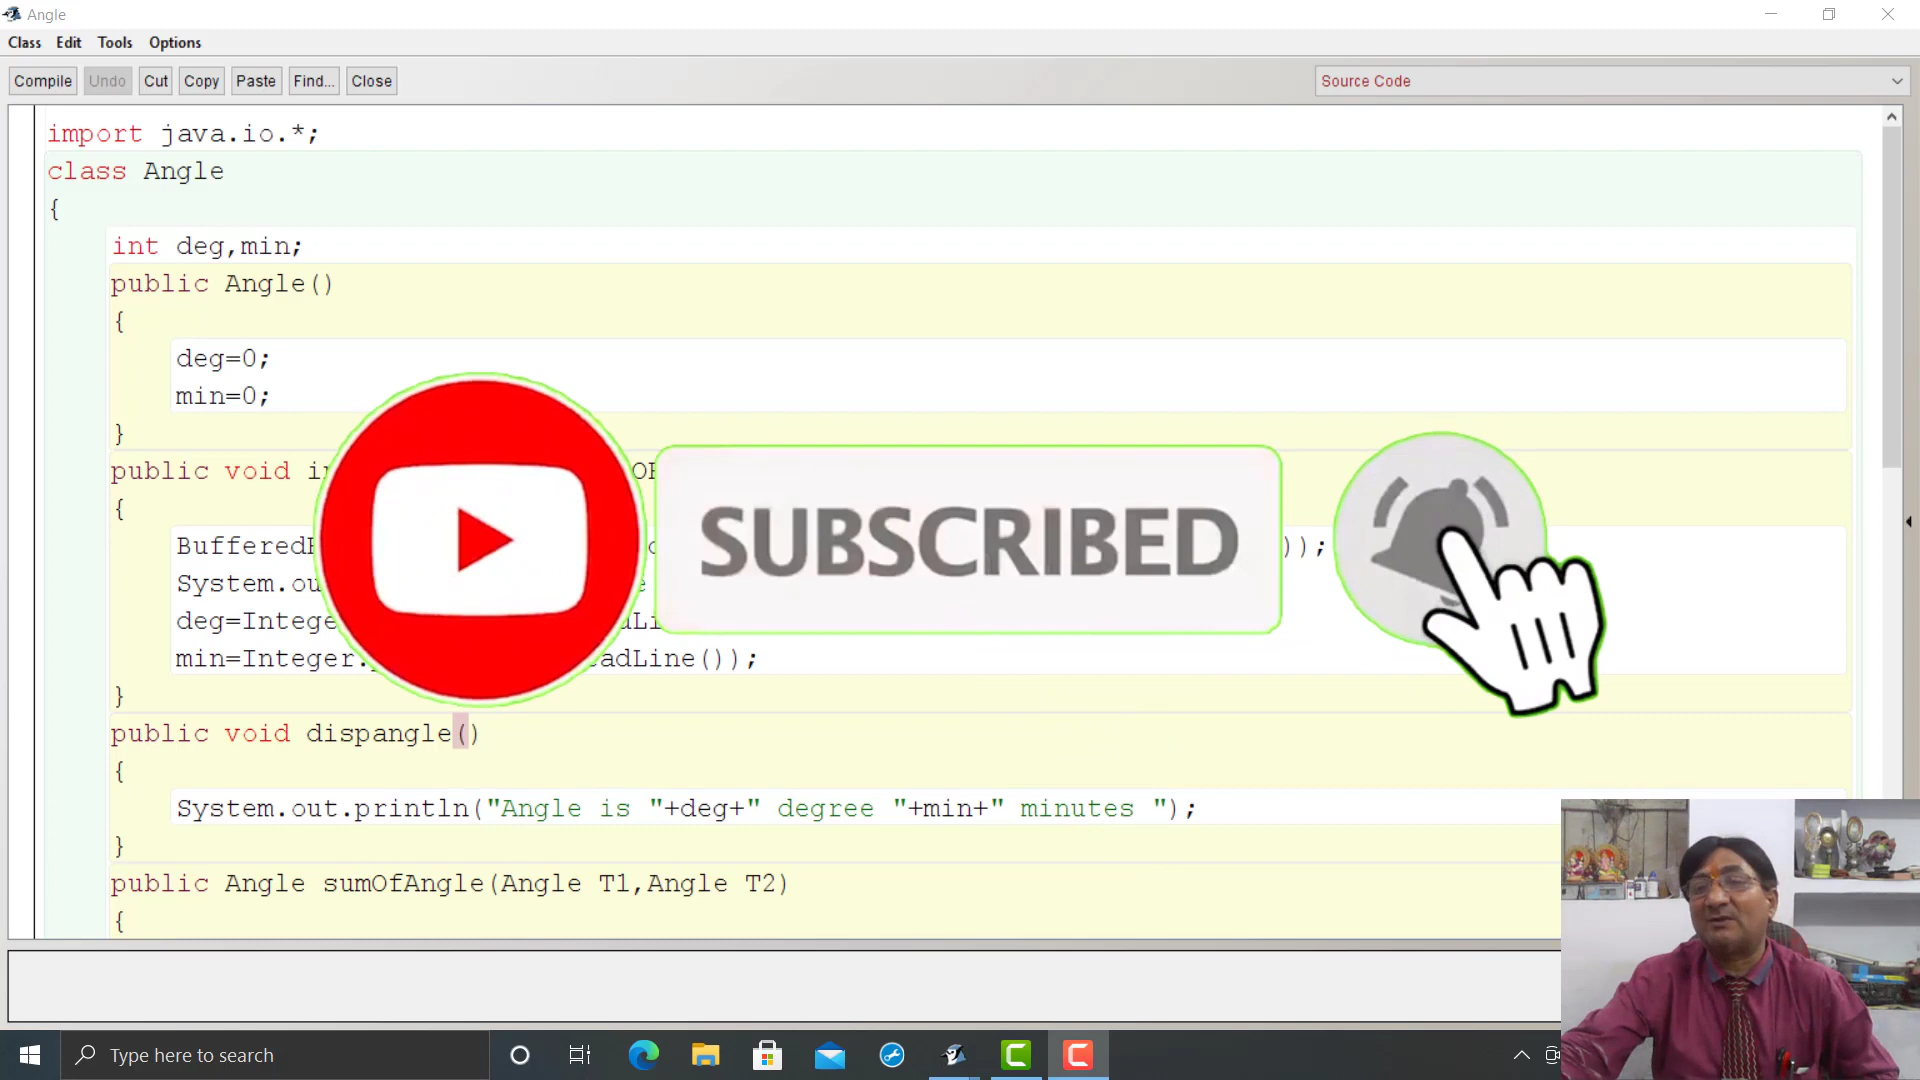 Angle
Class Edit Tools Options
Compile Undo Cut Copy Paste Find... Close Source Code
import java.io.*;
class Angle
{
int deg,min;
public Angle()
{
deg=0;
min=0;
}
public void
{
));
System.
deg=
min=Integer. ());
SUBSCRIBED
}
public void dispangle()
{
System.out.println("Angle is "+deg+" degree "+min+" minutes ");
}
public Angle sumOfAngle(Angle T1,Angle T2)
{
Type here to search